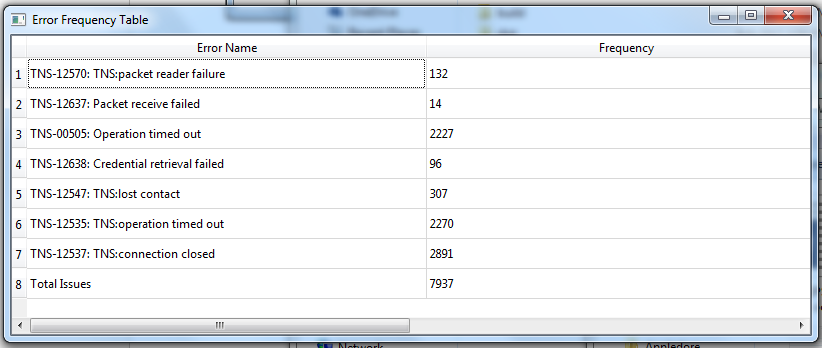 OneDrive
build
Error Frequency Table
Error Name Frequency
1 TNS-12570: TNS:packet reader failure 132
2 TNS-12637: Packet receive failed 14
3 TNS-00505: Operation timed out 2227
4 TNS-12638: Credential retrieval failed 96
5 TNS-12547: TNS:lost contact 307
6 TNS-12535: TNS:operation timed out 2270
7 TNS-12537: TNS:connection closed 2891
8 Total Issues 7937
Network Appledore